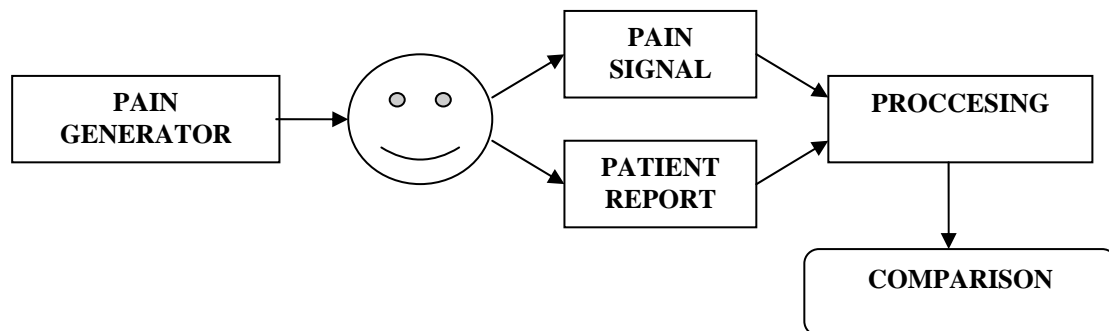 PAIN
GENERATOR
PAIN
SIGNAL
PATIENT
REPORT
PROCCESING
COMPARISON